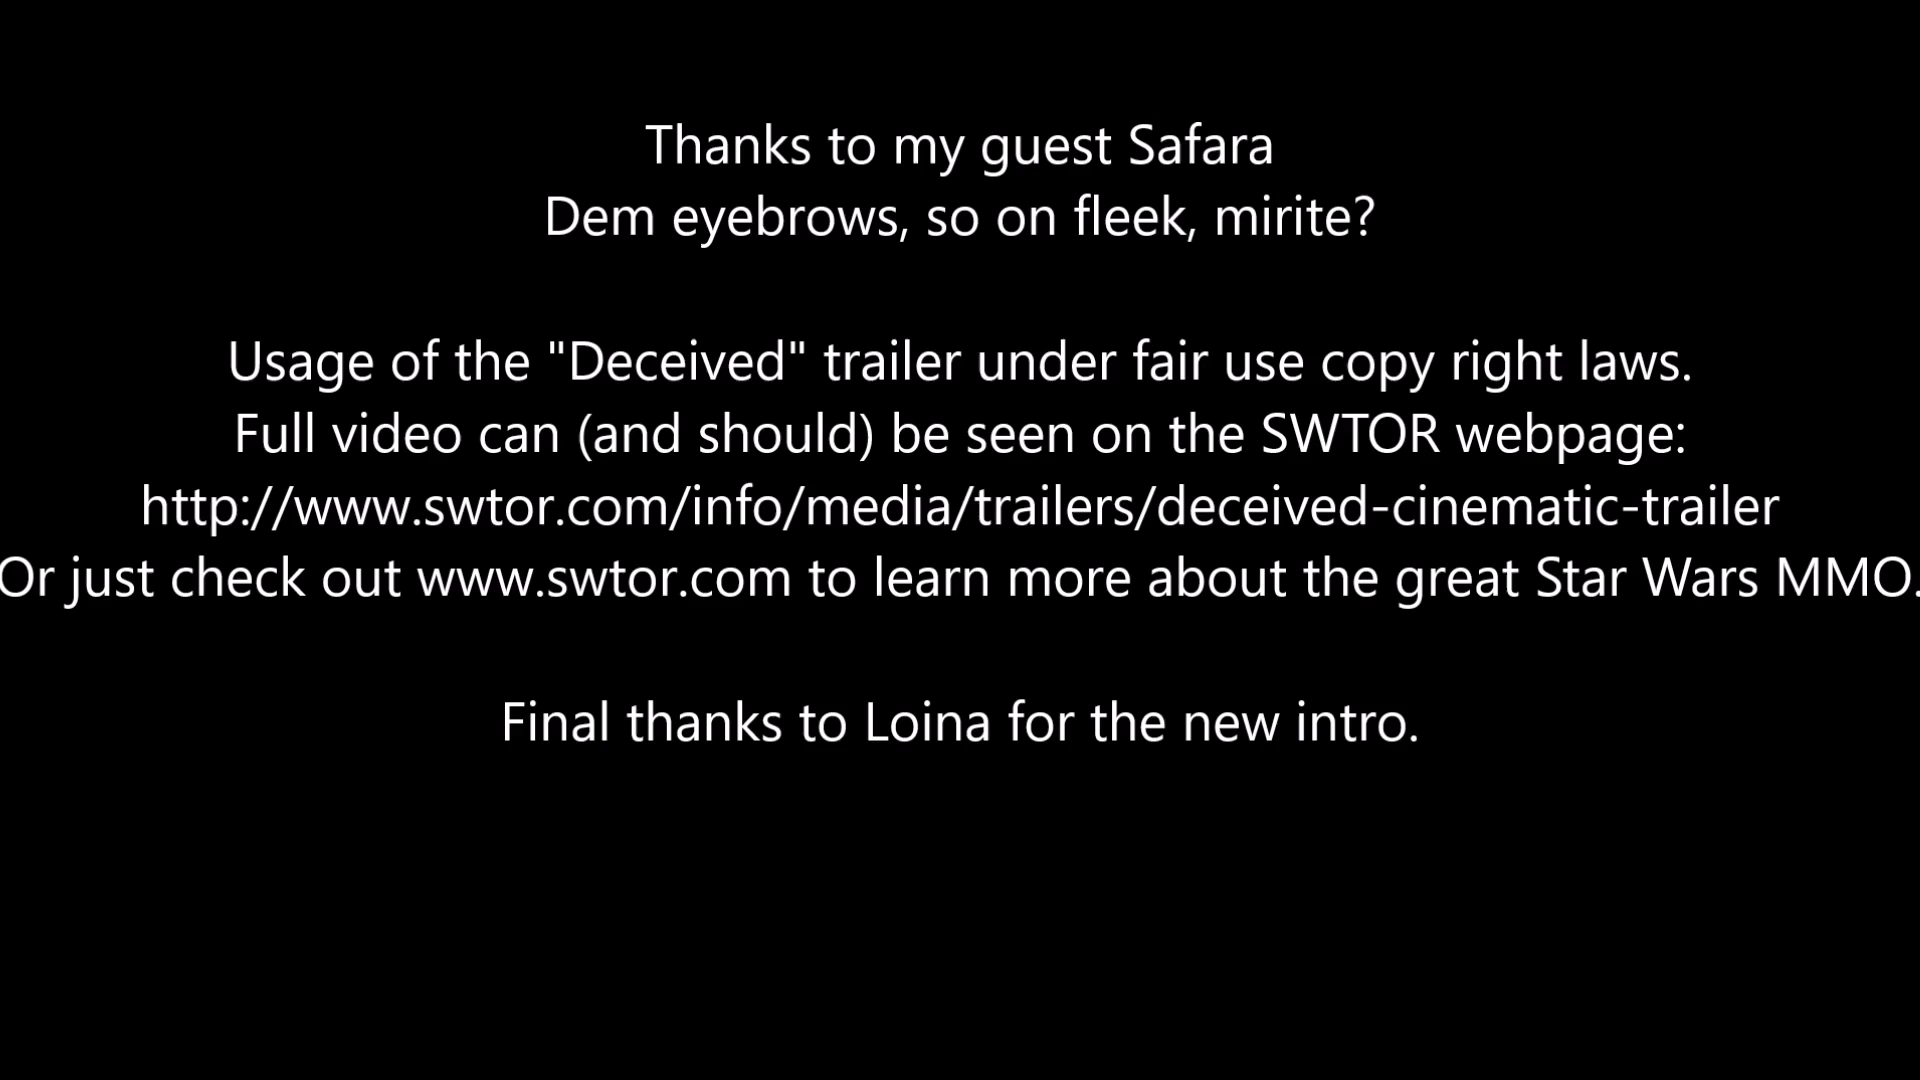 Thanks to my guest Safara
Dem eyebrows, so on fleek, mirite?
Usage of the "Deceived" trailer under fair use copy right laws.
Full video can (and should) be seen on the SWTOR webpage:
http://www.swtor.com/info/media/trailers/deceived-cinematic-trailer
Or just check out www.swtor.com to learn more about the great Star Wars MMO.
Final thanks to Loina for the new intro.